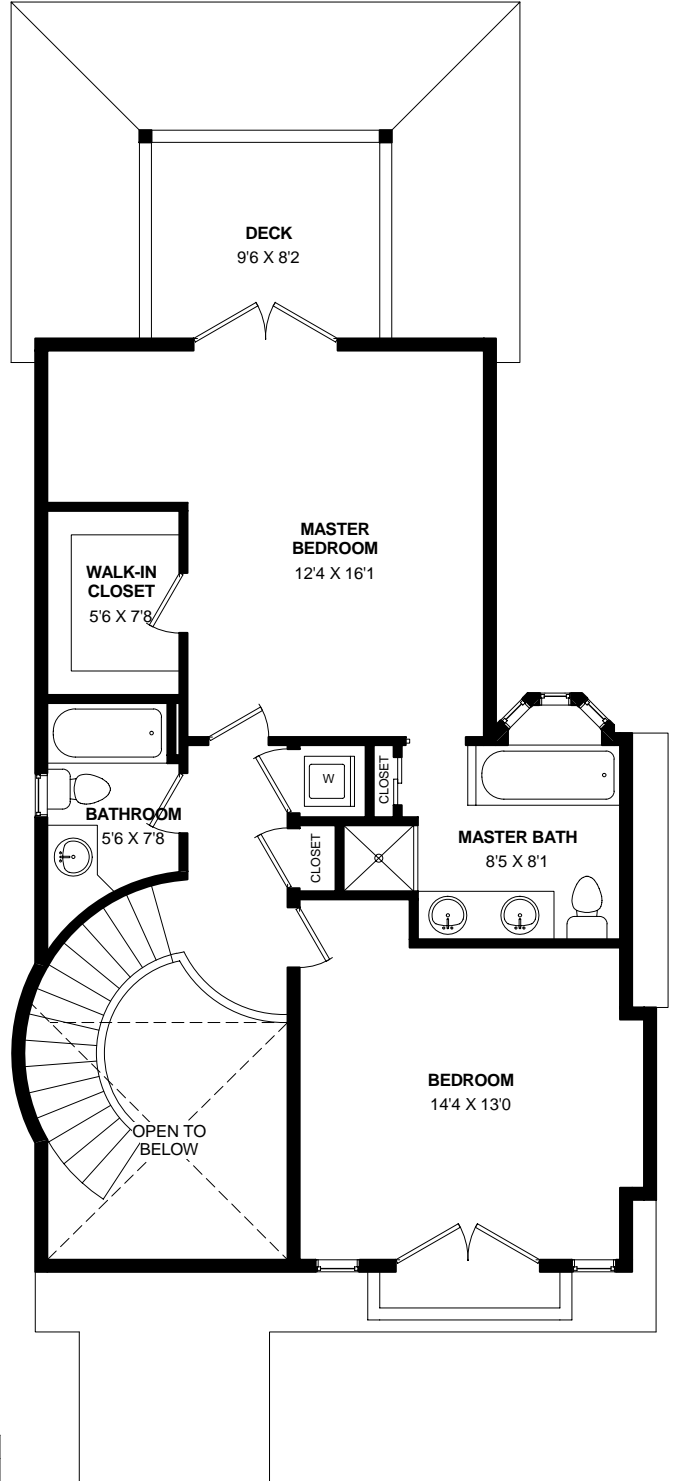 DECK
9'6 X 8'2
MASTER
BEDROOM
12'4 X 16'1
WALK-IN
CLOSET
5'6 X 7'8
W
CLOSET
BATHROOM
5'6 X 7'8
MASTER BATH
8'5 X 8'1
CLOSET
BEDROOM
14'4 X 13'0
OPEN TO
BELOW